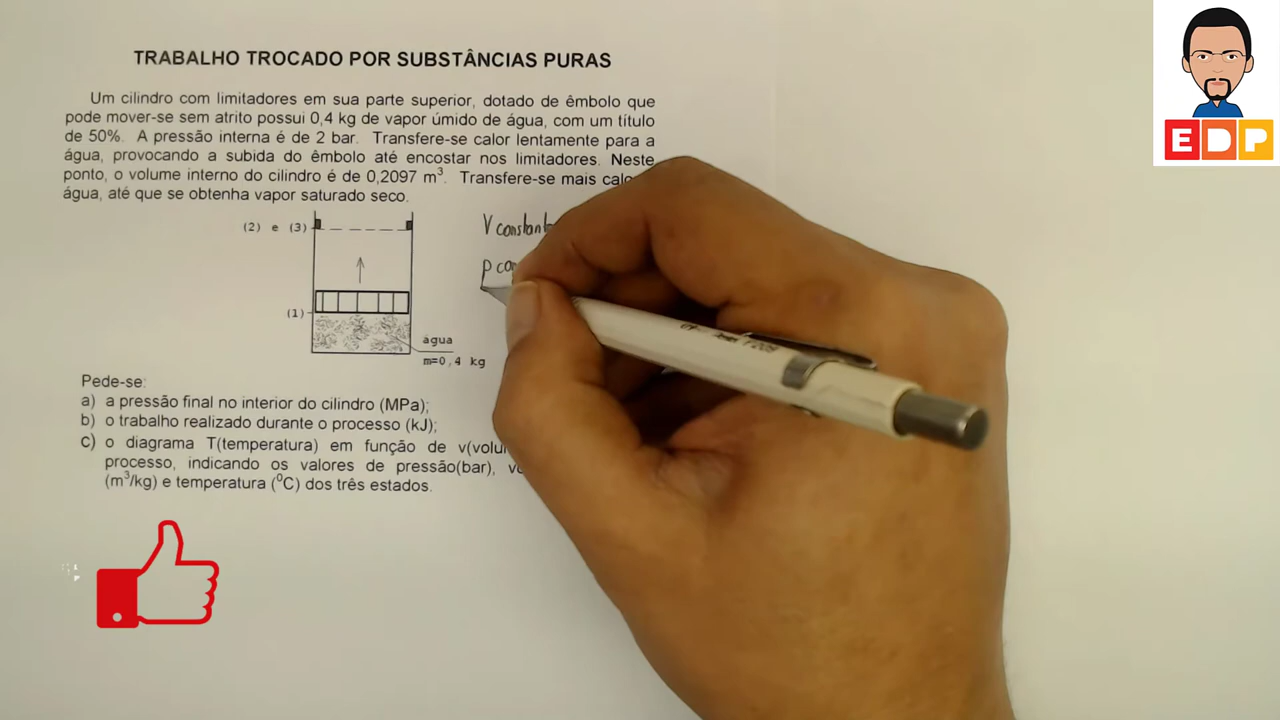 TRABALHO TROCADO POR SUBSTÂNCIAS PURAS
Um cilindro com limitadores em sua parte superior, dotado de êmbolo que
pode mover-se sem atrito possui 0,4 kg de vapor úmido de água, com um título
de 50%. A pressão interna é de 2 bar. Transfere-se calor lentamente para a
água, provocando a subida do êmbolo até encostar nos limitadores. Neste
ponto, o volume interno do cilindro é de 0,2097 m³. Transfere-se mais calo
água, até que se obtenha vapor saturado seco.
(2) e (3)
V constant
p co
(1)
água
m=0,4 kg
Pede-se:
a) a pressão final no interior do cilindro (MPa);
b) o trabalho realizado durante o processo (kJ);
c) o diagrama T(temperatura) em função de v(volu
processo, indicando os valores de pressão(bar), vo
(m³/kg) e temperatura (⁰C) dos três estados.
EDP